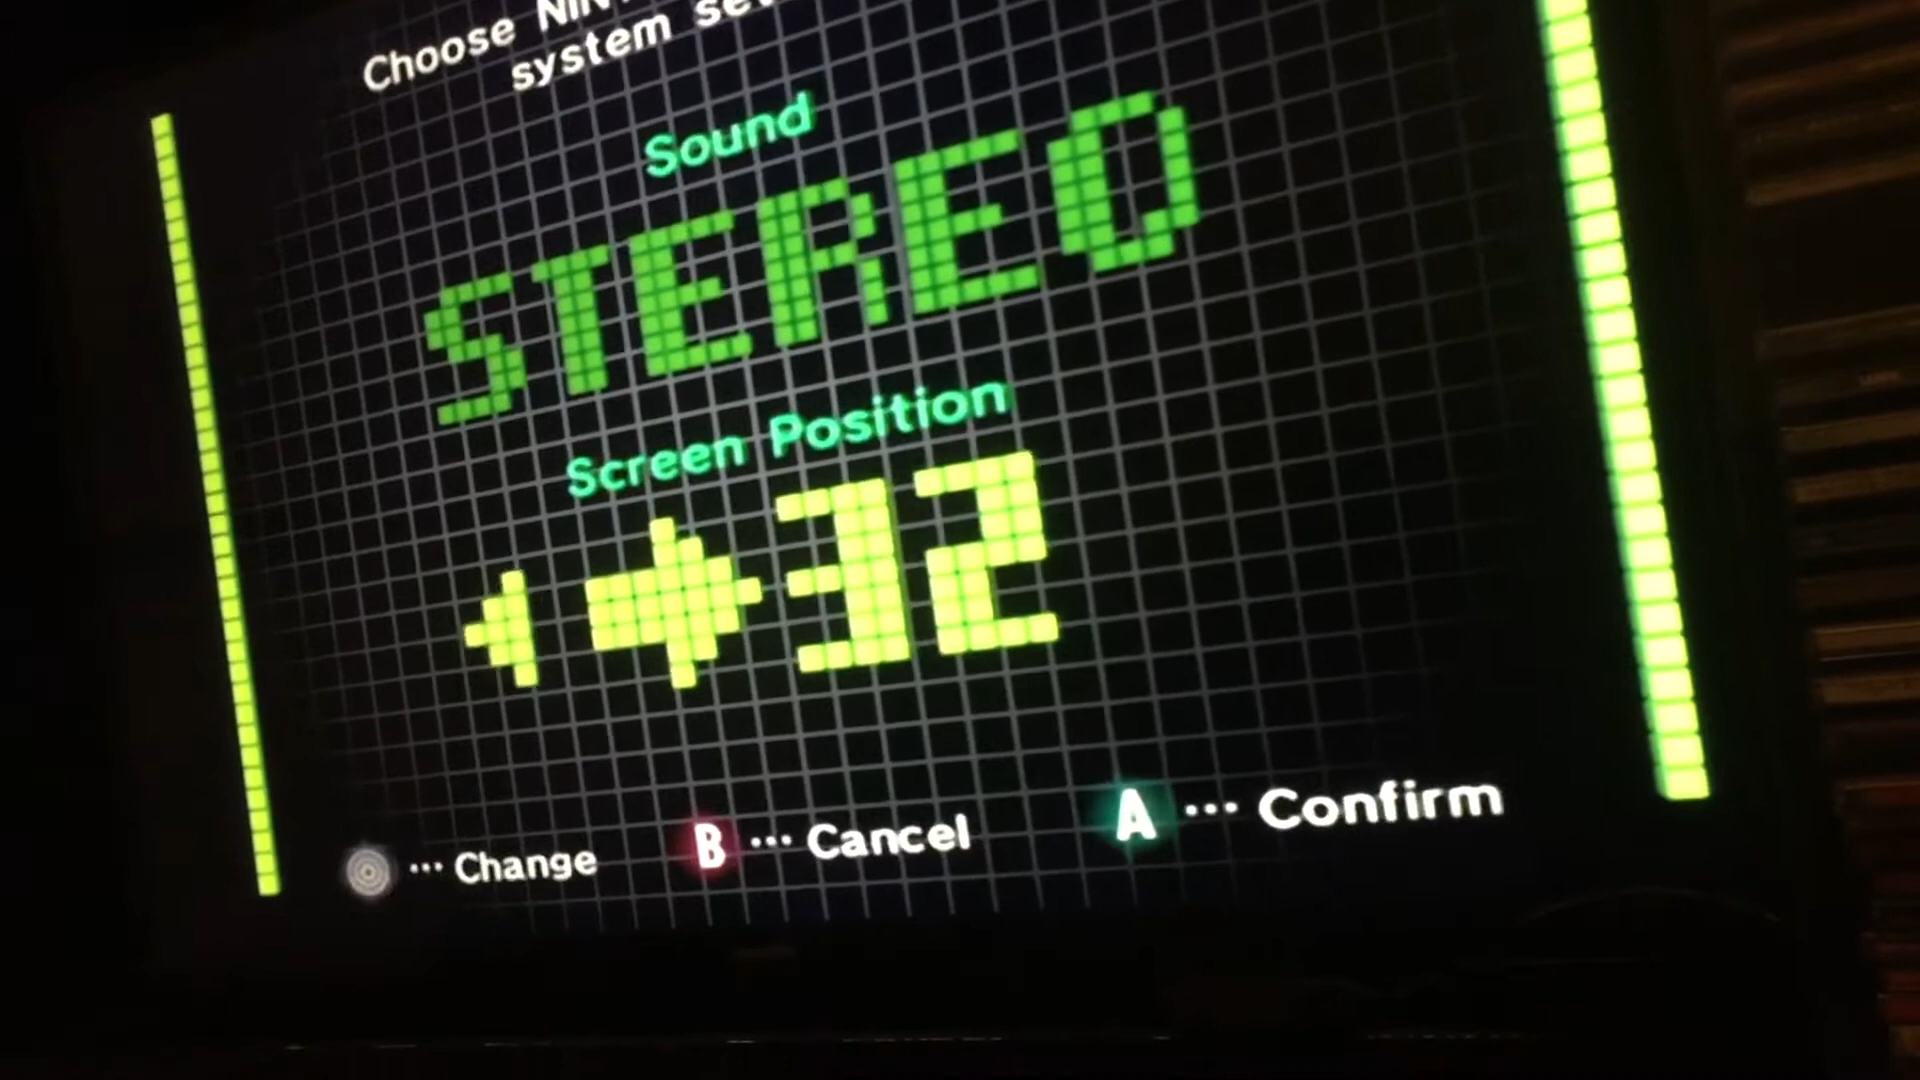 Choose
system
Sound
STEREO
Screen Position
32
... Change B ... Cancel A ... Confirm